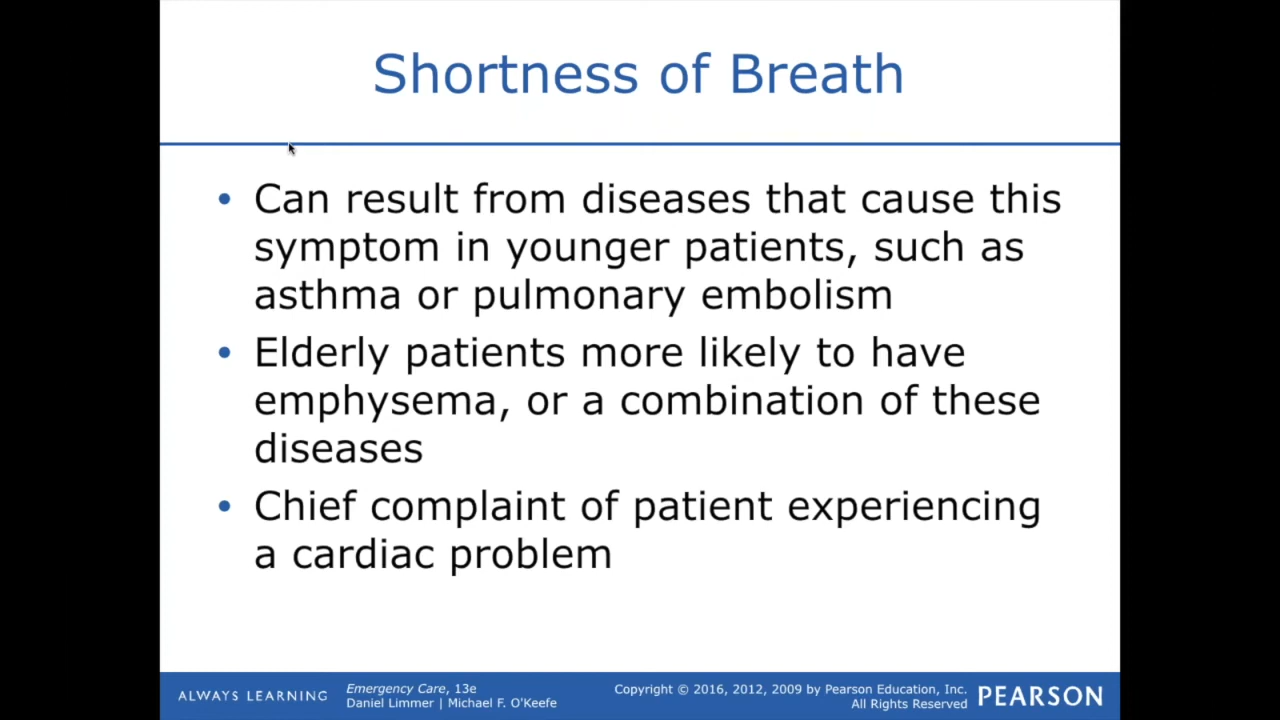 Shortness of Breath
• Can result from diseases that cause this
symptom in younger patients, such as
asthma or pulmonary embolism
• Elderly patients more likely to have
emphysema, or a combination of these
diseases
• Chief complaint of patient experiencing
a cardiac problem
ALWAYS LEARNING
Emergency Care, 13e
Daniel Limmer | Michael F. O'Keefe
Copyright © 2016, 2012, 2009 by Pearson Education, Inc.
All Rights Reserved
PEARSON